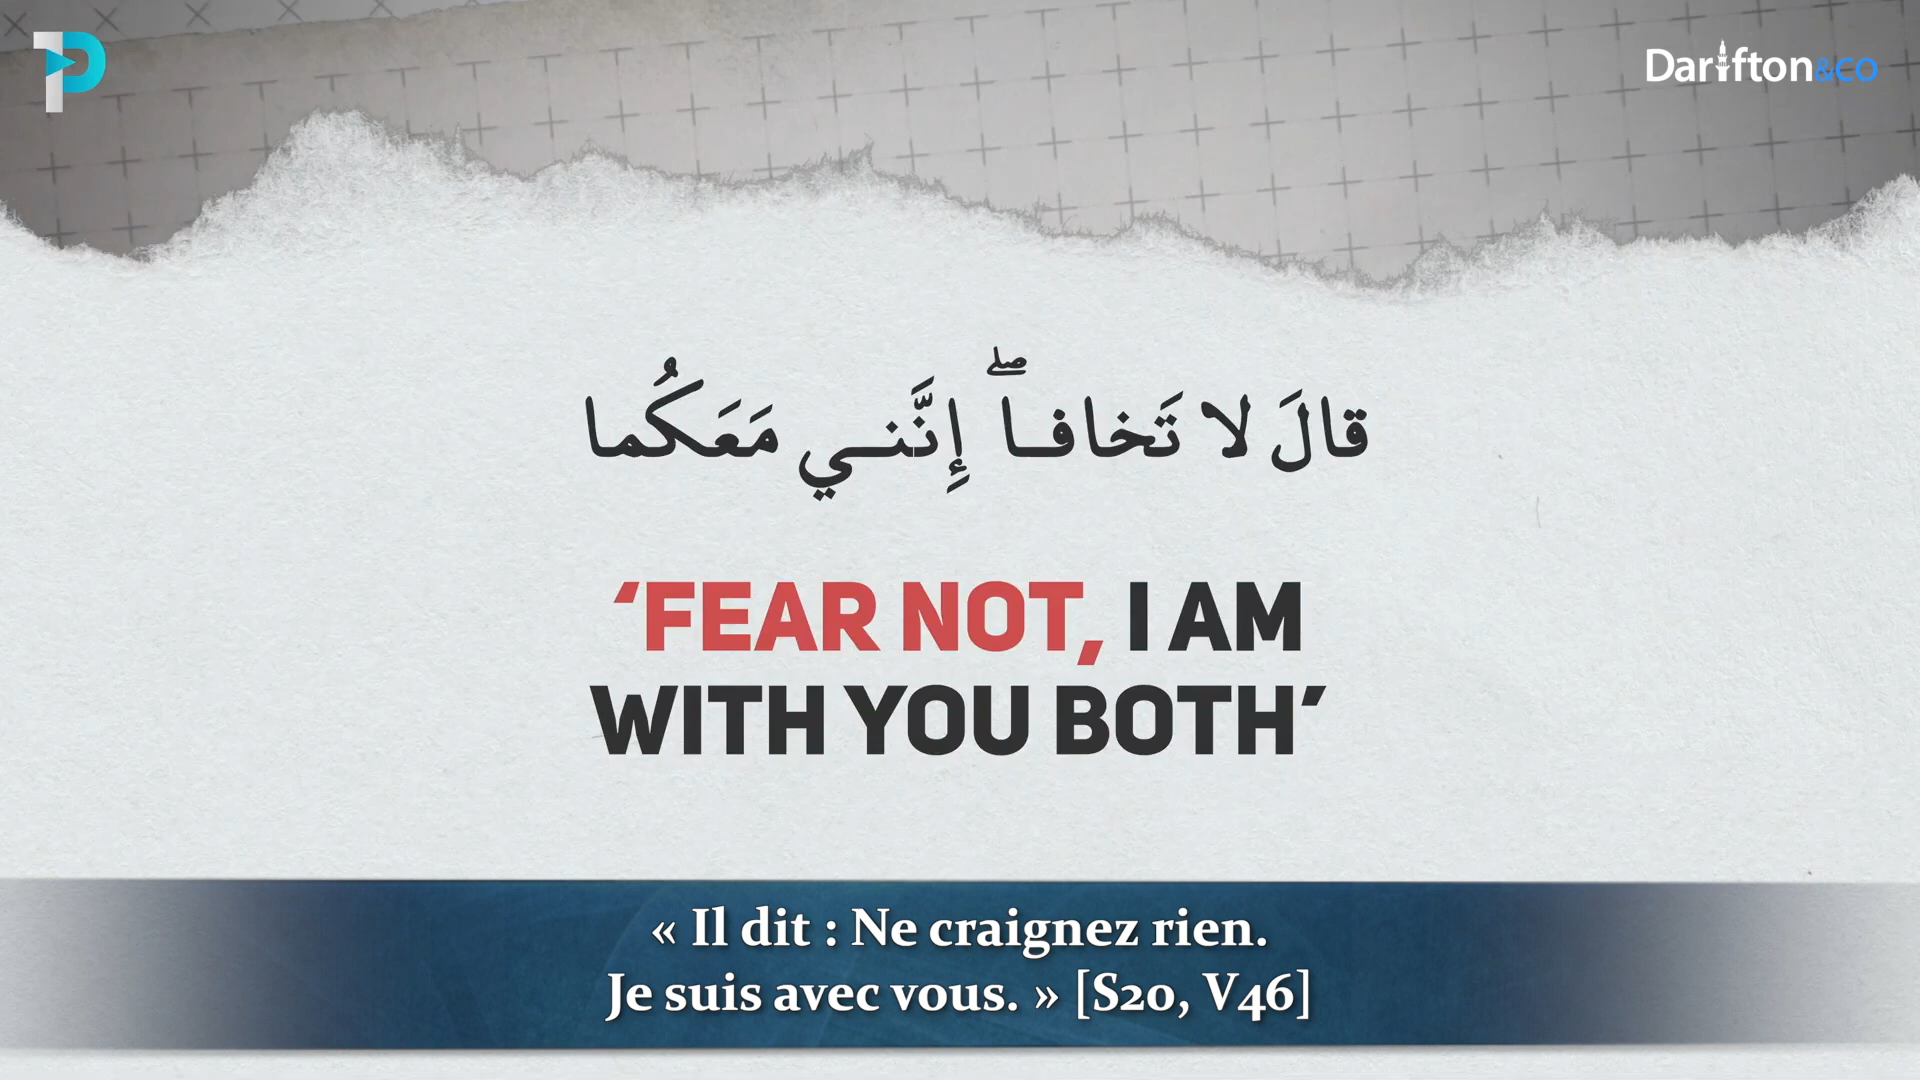 Darifton&co
قالَ لا تَخافاۖ إِنَّني مَعَكُما
‘FEAR NOT, I AM
WITH YOU BOTH’
« Il dit : Ne craignez rien.
Je suis avec vous. » [S20, V46]